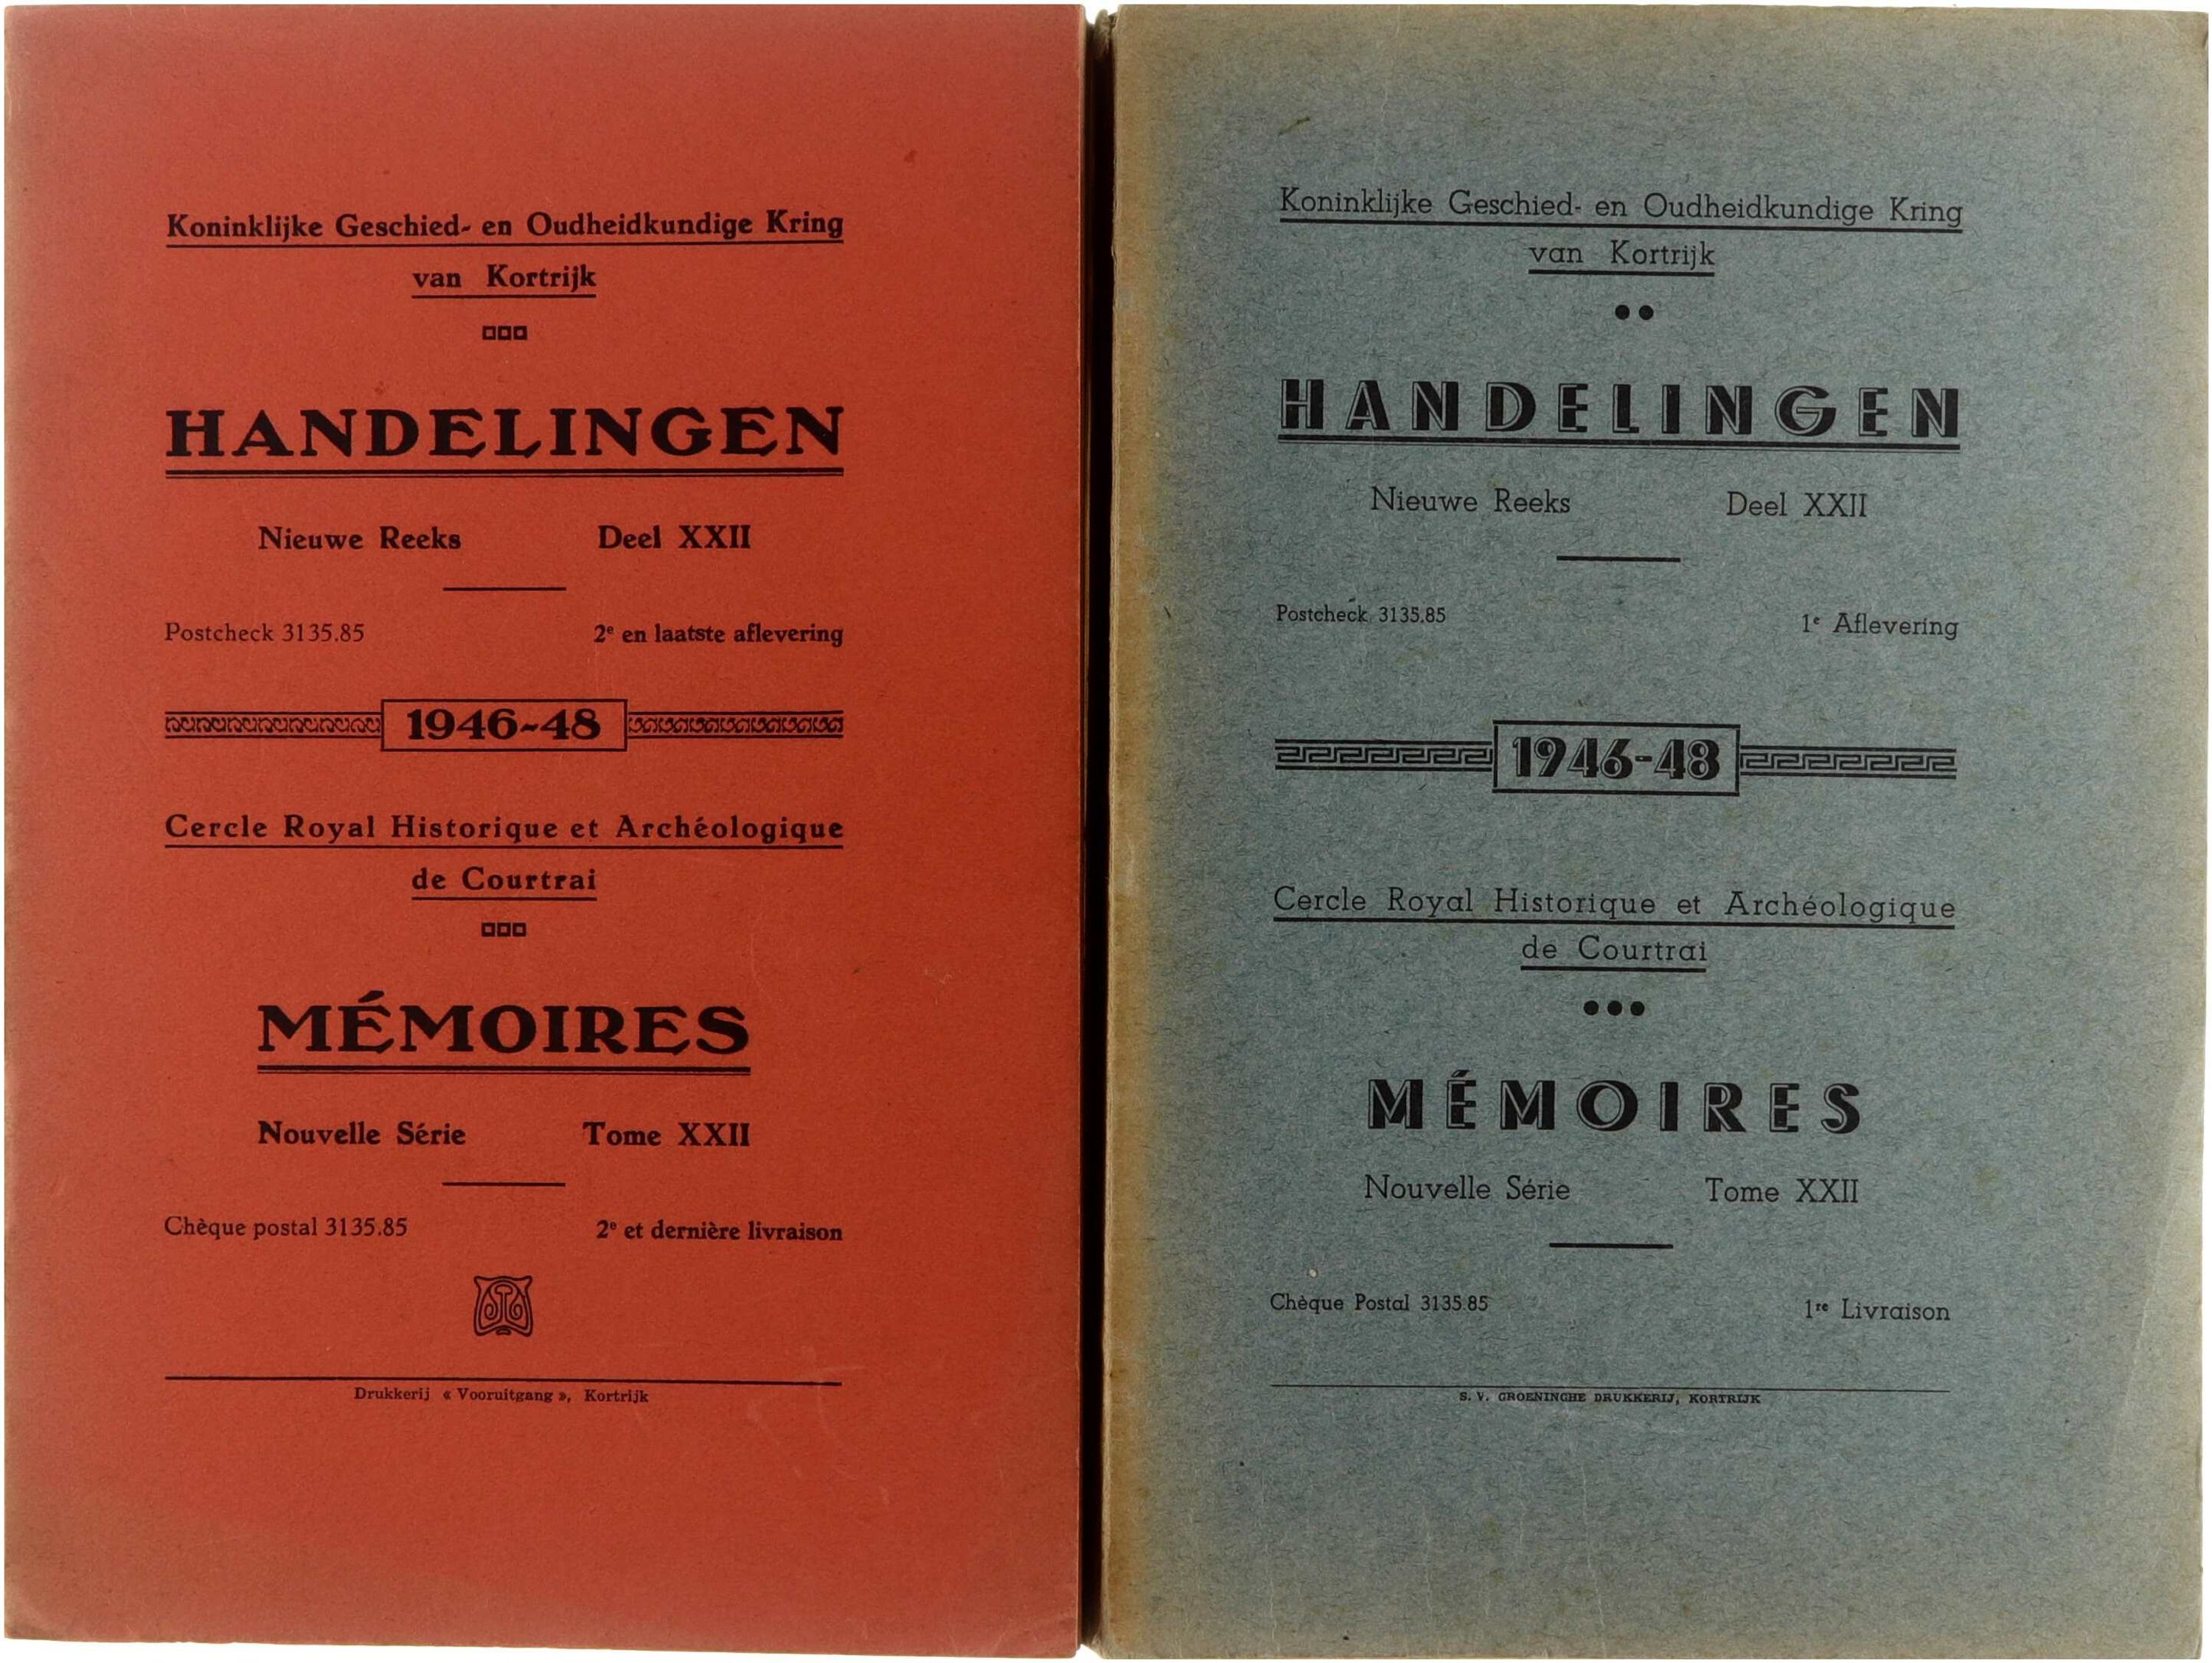 Koninklijke Geschied- en Oudheidkundige Kring
van Kortrijk
HANDELINGEN
Nieuwe Reeks Deel XXII
Postcheck 3135.85 2e en laatste aflevering
1946-48
Cercle Royal Historique et Archéologique
de Courtrai
MÉMOIRES
Nouvelle Série Tome XXII
Chèque postal 3135.85 2e et dernière livraison
Drukkerij « Vooruitgang », Kortrijk
Koninklijke Geschied- en Oudheidkundige Kring
van Kortrijk
HANDELINGEN
Nieuwe Reeks Deel XXII
Postcheck 3135.85 1e Aflevering
1946-48
Cercle Royal Historique et Archéologique
de Courtrai
MÉMOIRES
Nouvelle Série Tome XXII
Chèque Postal 3135.85 1re Livraison
S. V. GROENINGHE DRUKKERIJ, KORTRIJK